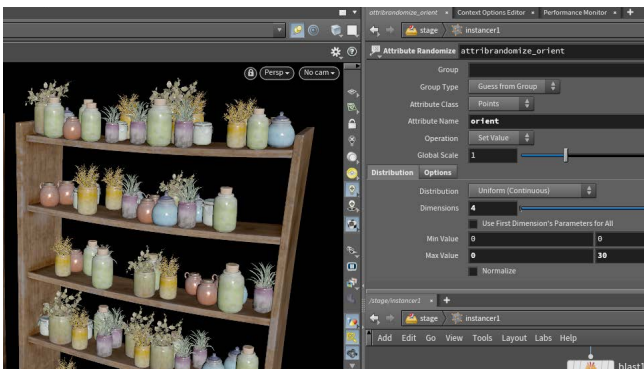 attribrandomize_orient × Context Options Editor × Performance Monitor × +
stage instancer1
Attribute Randomize attribrandomize_orient
Persp No cam
Group
Group Type Guess from Group
Attribute Class Points
Attribute Name orient
Operation Set Value
Global Scale 1
Distribution Options
Distribution Uniform (Continuous)
Dimensions 4
Use First Dimension's Parameters for All
Min Value 0 0
Max Value 0 30
Normalize
/stage/instancer1 × +
stage instancer1
Add Edit Go View Tools Layout Labs Help